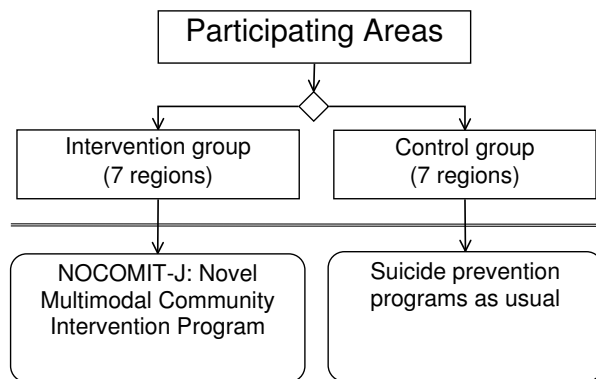 Participating Areas
Intervention group
(7 regions)
Control group
(7 regions)
NOCOMIT-J: Novel
Multimodal Community
Intervention Program
Suicide prevention
programs as usual